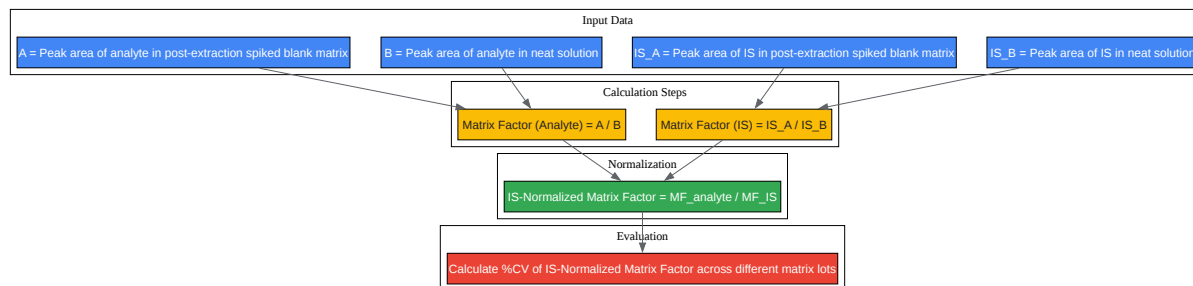 Input Data
A = Peak area of analyte in post-extraction spiked blank matrix
B = Peak area of analyte in neat solution
IS_A = Peak area of IS in post-extraction spiked blank matrix
IS_B = Peak area of IS in neat solution
Calculation Steps
Matrix Factor (Analyte) = A / B
Matrix Factor (IS) = IS_A / IS_B
Normalization
IS-Normalized Matrix Factor = MF_analyte / MF_IS
Evaluation
Calculate %CV of IS-Normalized Matrix Factor across different matrix lots